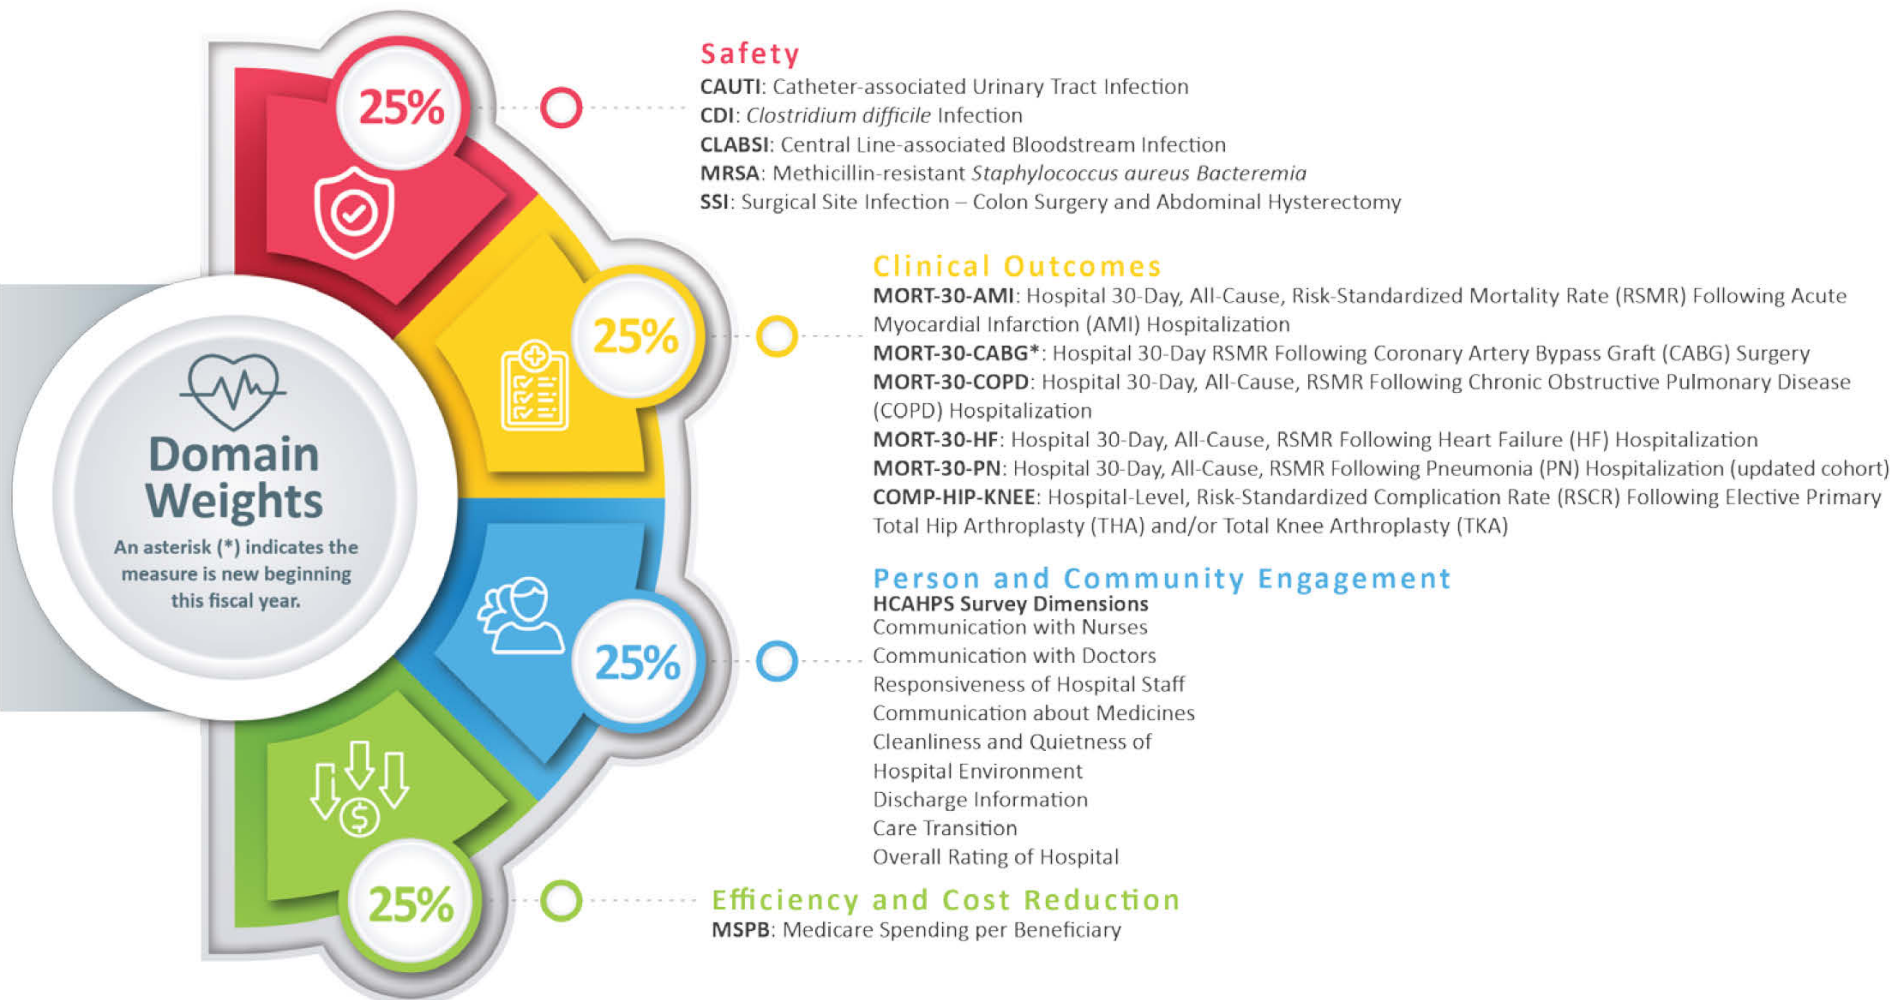 Domain
Weights
An asterisk (*) indicates the
measure is new beginning
this fiscal year.
25%
Safety
CAUTI: Catheter-associated Urinary Tract Infection
CDI: Clostridium difficile Infection
CLABSI: Central Line-associated Bloodstream Infection
MRSA: Methicillin-resistant Staphylococcus aureus Bacteremia
SSI: Surgical Site Infection – Colon Surgery and Abdominal Hysterectomy
25%
Clinical Outcomes
MORT-30-AMI: Hospital 30-Day, All-Cause, Risk-Standardized Mortality Rate (RSMR) Following Acute
Myocardial Infarction (AMI) Hospitalization
MORT-30-CABG*: Hospital 30-Day RSMR Following Coronary Artery Bypass Graft (CABG) Surgery
MORT-30-COPD: Hospital 30-Day, All-Cause, RSMR Following Chronic Obstructive Pulmonary Disease
(COPD) Hospitalization
MORT-30-HF: Hospital 30-Day, All-Cause, RSMR Following Heart Failure (HF) Hospitalization
MORT-30-PN: Hospital 30-Day, All-Cause, RSMR Following Pneumonia (PN) Hospitalization (updated cohort)
COMP-HIP-KNEE: Hospital-Level, Risk-Standardized Complication Rate (RSCR) Following Elective Primary
Total Hip Arthroplasty (THA) and/or Total Knee Arthroplasty (TKA)
25%
Person and Community Engagement
HCAHPS Survey Dimensions
Communication with Nurses
Communication with Doctors
Responsiveness of Hospital Staff
Communication about Medicines
Cleanliness and Quietness of
Hospital Environment
Discharge Information
Care Transition
Overall Rating of Hospital
25%
Efficiency and Cost Reduction
MSPB: Medicare Spending per Beneficiary